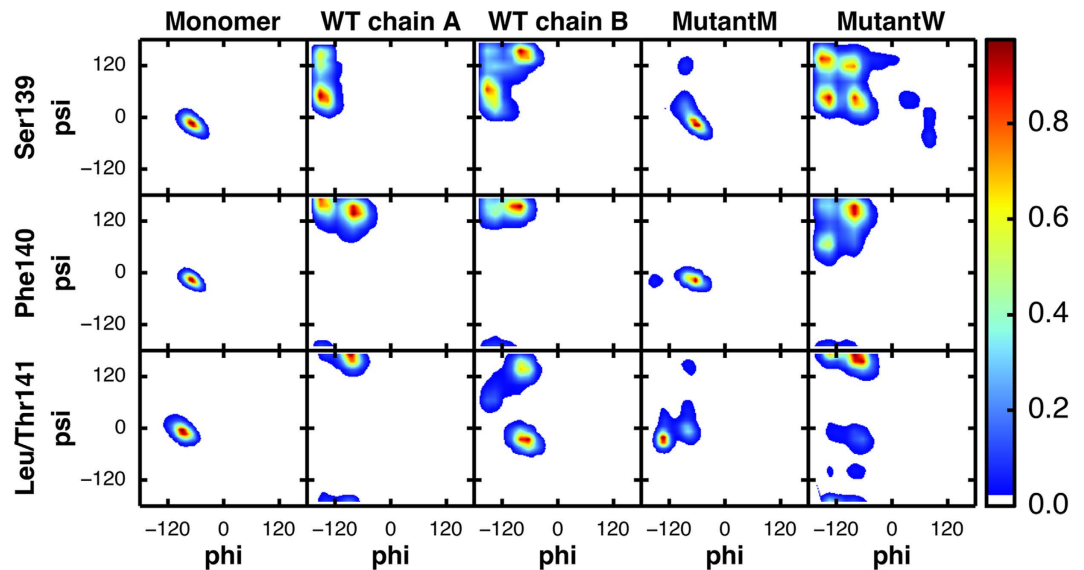 Monomer WT chain A WT chain B MutantM MutantW
Ser139 psi 120 0 −120
Phe140 psi 120 0 −120
Leu/Thr141 psi 120 0 −120
0.8
0.6
0.4
0.2
0.0
−120 0 120 −120 0 120 −120 0 120 −120 0 120 −120 0 120
phi phi phi phi phi